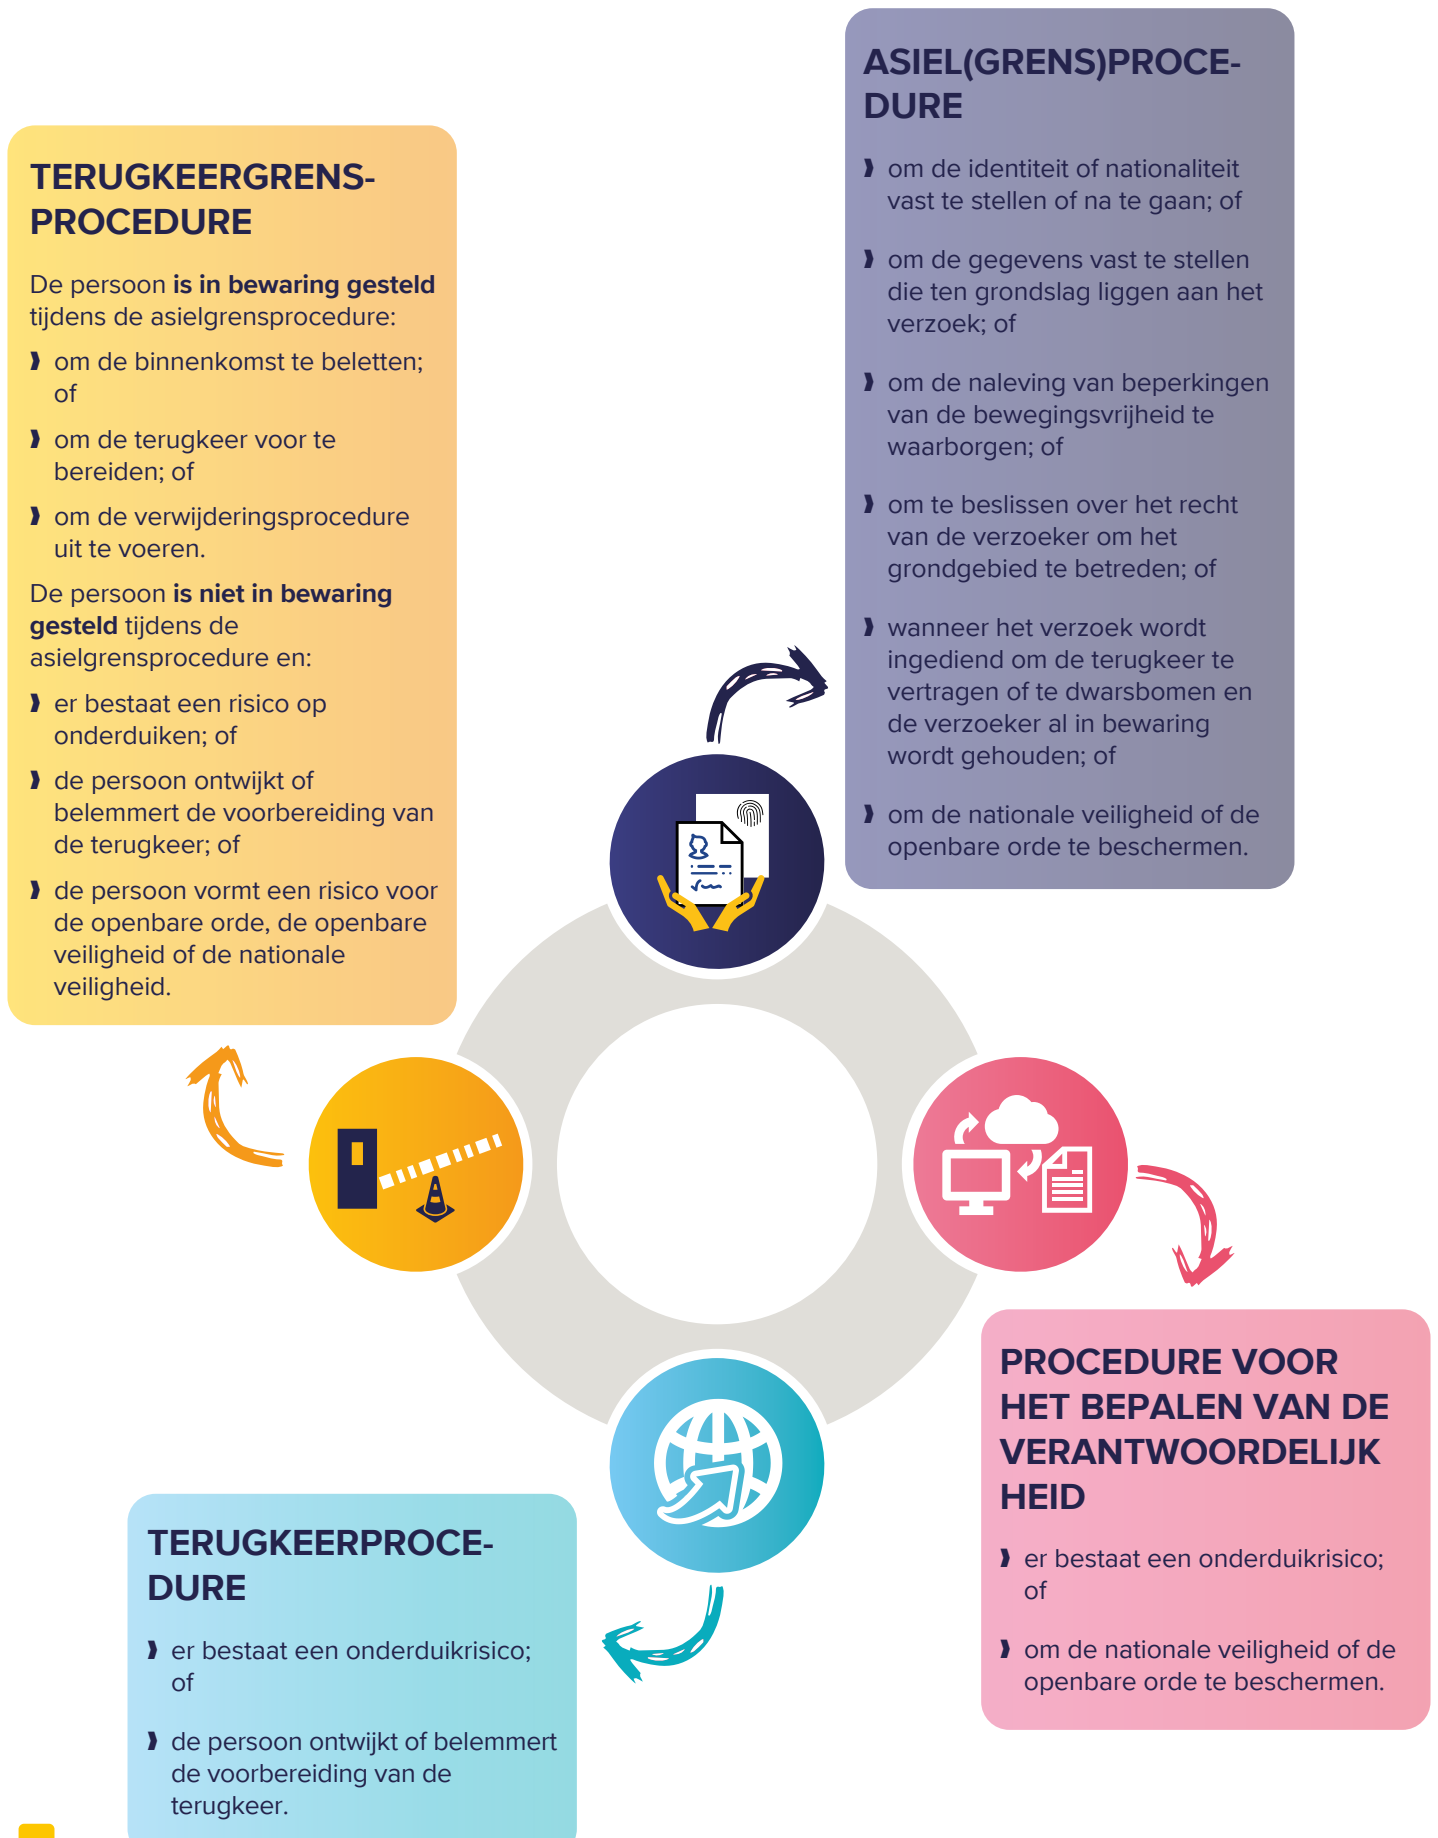 ASIEL(GRENS)PROCE-
DURE
❱ om de identiteit of nationaliteit
vast te stellen of na te gaan; of
❱ om de gegevens vast te stellen
die ten grondslag liggen aan het
verzoek; of
❱ om de naleving van beperkingen
van de bewegingsvrijheid te
waarborgen; of
❱ om te beslissen over het recht
van de verzoeker om het
grondgebied te betreden; of
❱ wanneer het verzoek wordt
ingediend om de terugkeer te
vertragen of te dwarsbomen en
de verzoeker al in bewaring
wordt gehouden; of
❱ om de nationale veiligheid of de
openbare orde te beschermen.
TERUGKEERGRENS-
PROCEDURE
De persoon is in bewaring gesteld
tijdens de asielgrensprocedure:
❱ om de binnenkomst te beletten;
of
❱ om de terugkeer voor te
bereiden; of
❱ om de verwijderingsprocedure
uit te voeren.
De persoon is niet in bewaring
gesteld tijdens de
asielgrensprocedure en:
❱ er bestaat een risico op
onderduiken; of
❱ de persoon ontwijkt of
belemmert de voorbereiding van
de terugkeer; of
❱ de persoon vormt een risico voor
de openbare orde, de openbare
veiligheid of de nationale
veiligheid.
PROCEDURE VOOR
HET BEPALEN VAN DE
VERANTWOORDELIJK
HEID
❱ er bestaat een onderduikrisico;
of
❱ om de nationale veiligheid of de
openbare orde te beschermen.
TERUGKEERPROCE-
DURE
❱ er bestaat een onderduikrisico;
of
❱ de persoon ontwijkt of belemmert
de voorbereiding van de
terugkeer.